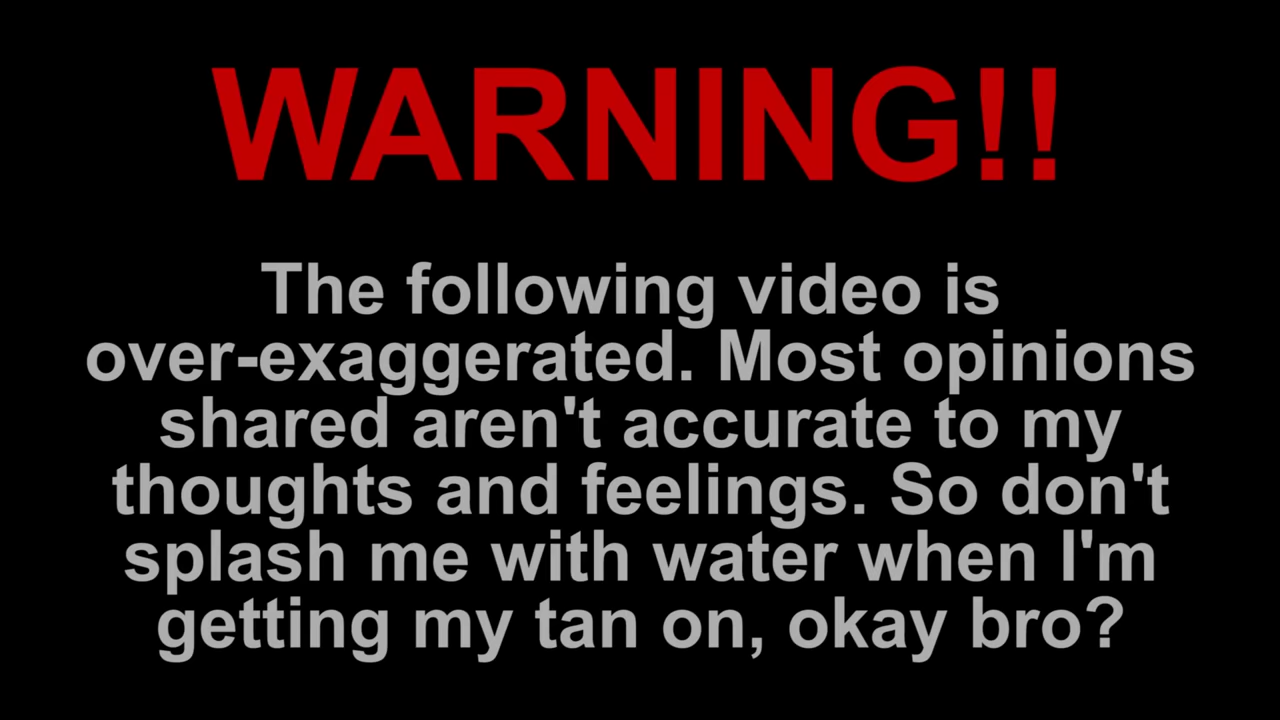 WARNING!!
The following video is
over-exaggerated. Most opinions
shared aren't accurate to my
thoughts and feelings. So don't
splash me with water when I'm
getting my tan on, okay bro?